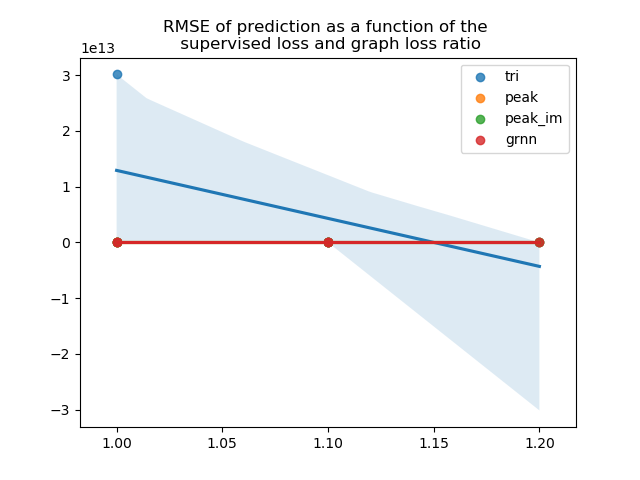 RMSE of prediction as a function of the
supervised loss and graph loss ratio
1e13
3
2
1
0
−1
−2
−3
1.00
1.05
1.10
1.15
1.20
tri
peak
peak_im
grnn